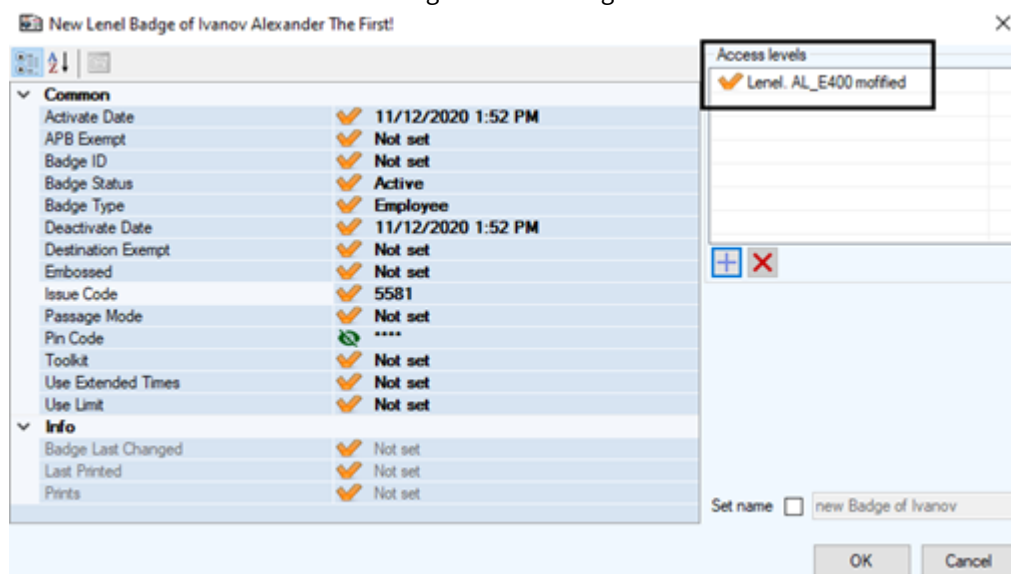 New Lenel Badge of Ivanov Alexander The First!
Common
Activate Date 11/12/2020 1:52 PM
APB Exempt Not set
Badge ID Not set
Badge Status Active
Badge Type Employee
Deactivate Date 11/12/2020 1:52 PM
Destination Exempt Not set
Embossed Not set
Issue Code 5581
Passage Mode Not set
Pin Code ****
Toolkit Not set
Use Extended Times Not set
Use Limit Not set
Info
Badge Last Changed Not set
Last Printed Not set
Prints Not set
Access levels
Lenel. AL_E400 moffied
Set name new Badge of Ivanov
OK Cancel